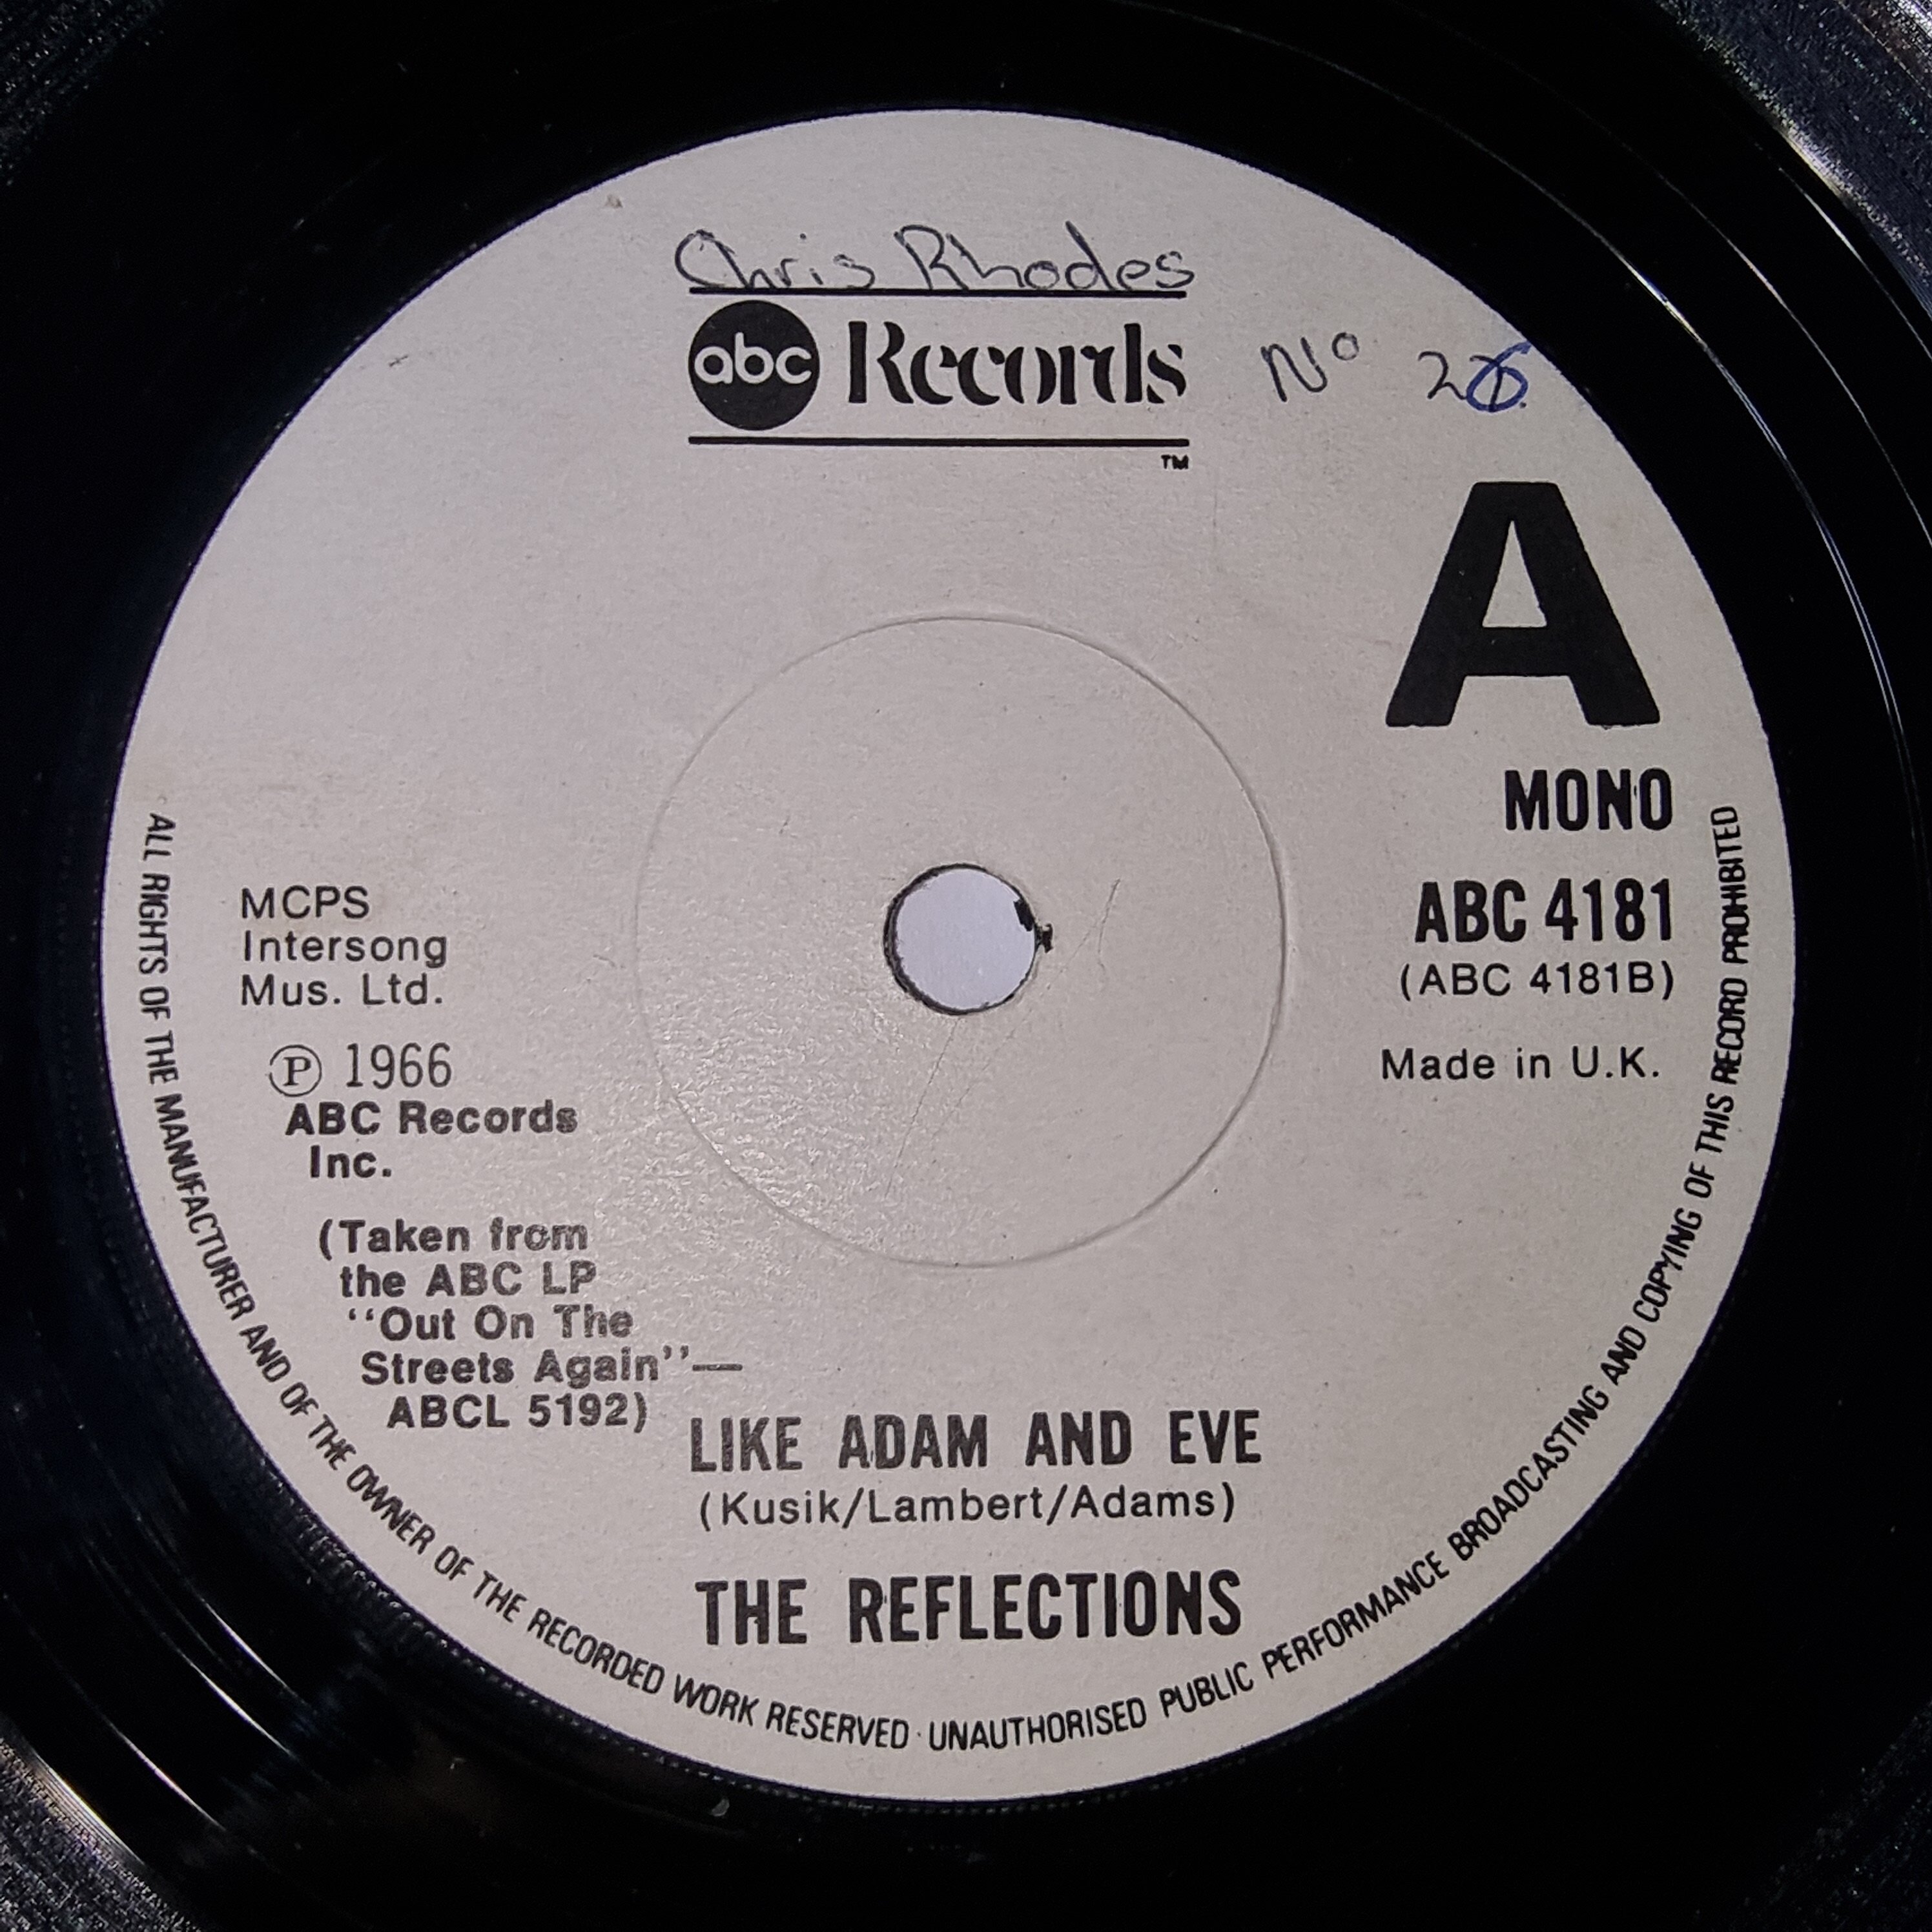 Chris Rhodes
abc Records Nº
TM
A
MONO
ABC 4181
(ABC 4181B)
Made in U.K.
MCPS
Intersong
Mus. Ltd.
Ⓟ 1966
ABC Records
Inc.
(Taken from
the ABC LP
‘‘Out On The
Streets Again’’—
ABCL 5192)
LIKE ADAM AND EVE
(Kusik/Lambert/Adams)
THE REFLECTIONS
ALL RIGHTS OF THE MANUFACTURER AND OF THE OWNER OF THE RECORDED WORK RESERVED · UNAUTHORISED PUBLIC PERFORMANCE BROADCASTING AND COPYING OF THIS RECORD PROHIBITED